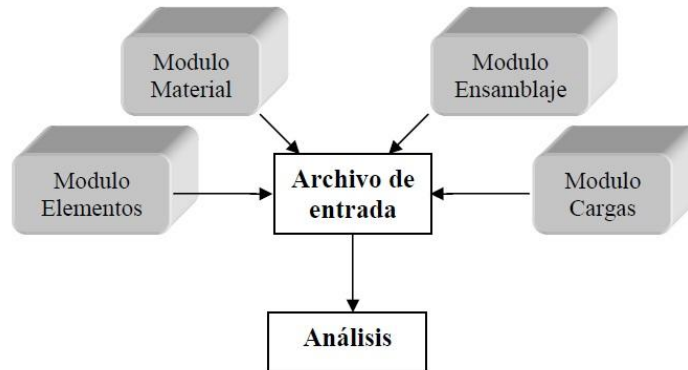 Modulo
Material
Modulo
Ensamblaje
Modulo
Elementos
Archivo de
entrada
Modulo
Cargas
Análisis